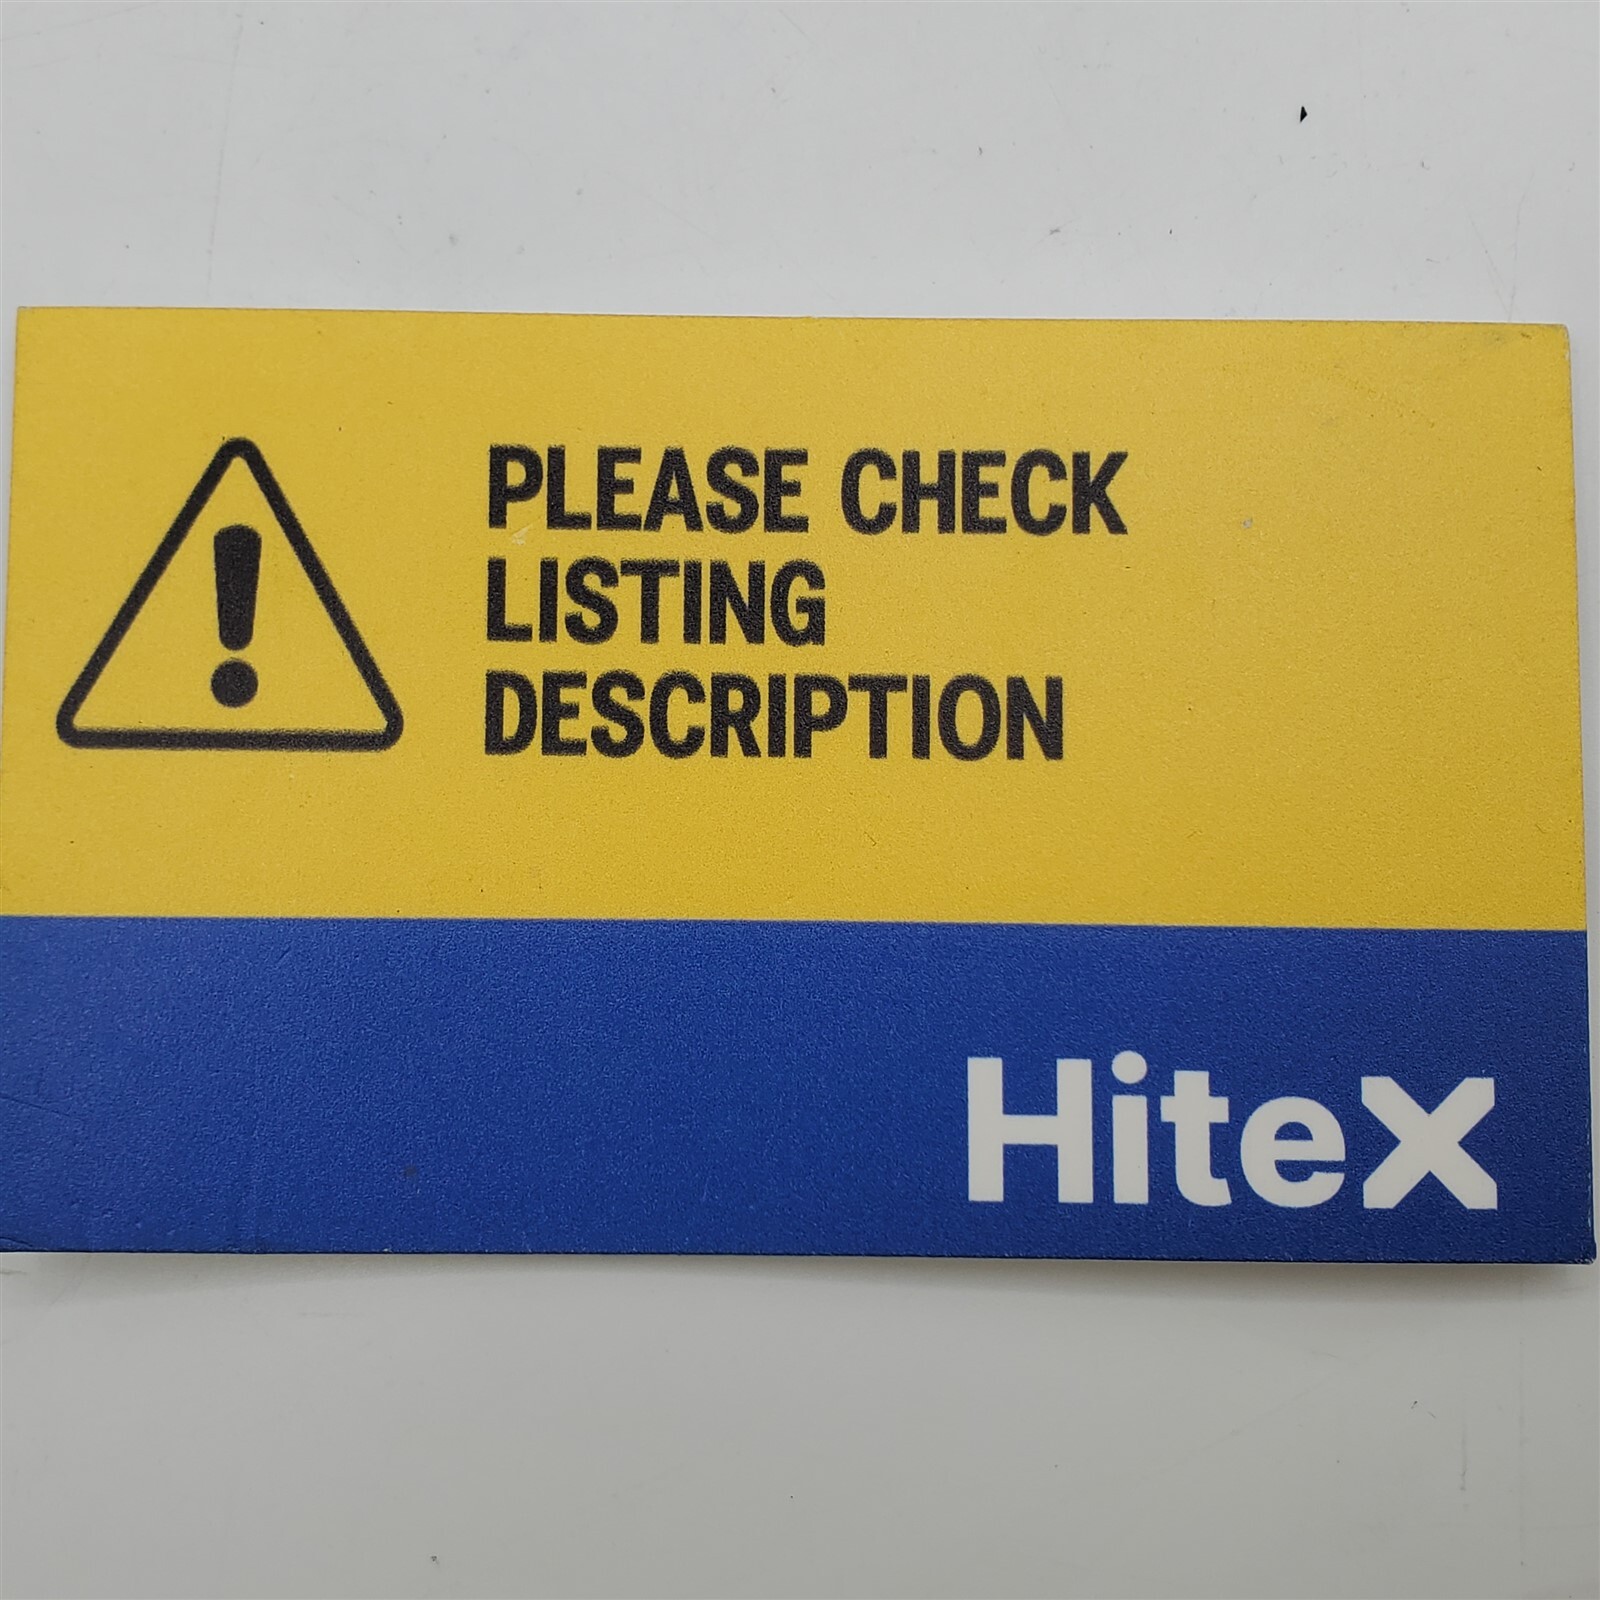 PLEASE CHECK
LISTING
DESCRIPTION
Hitex